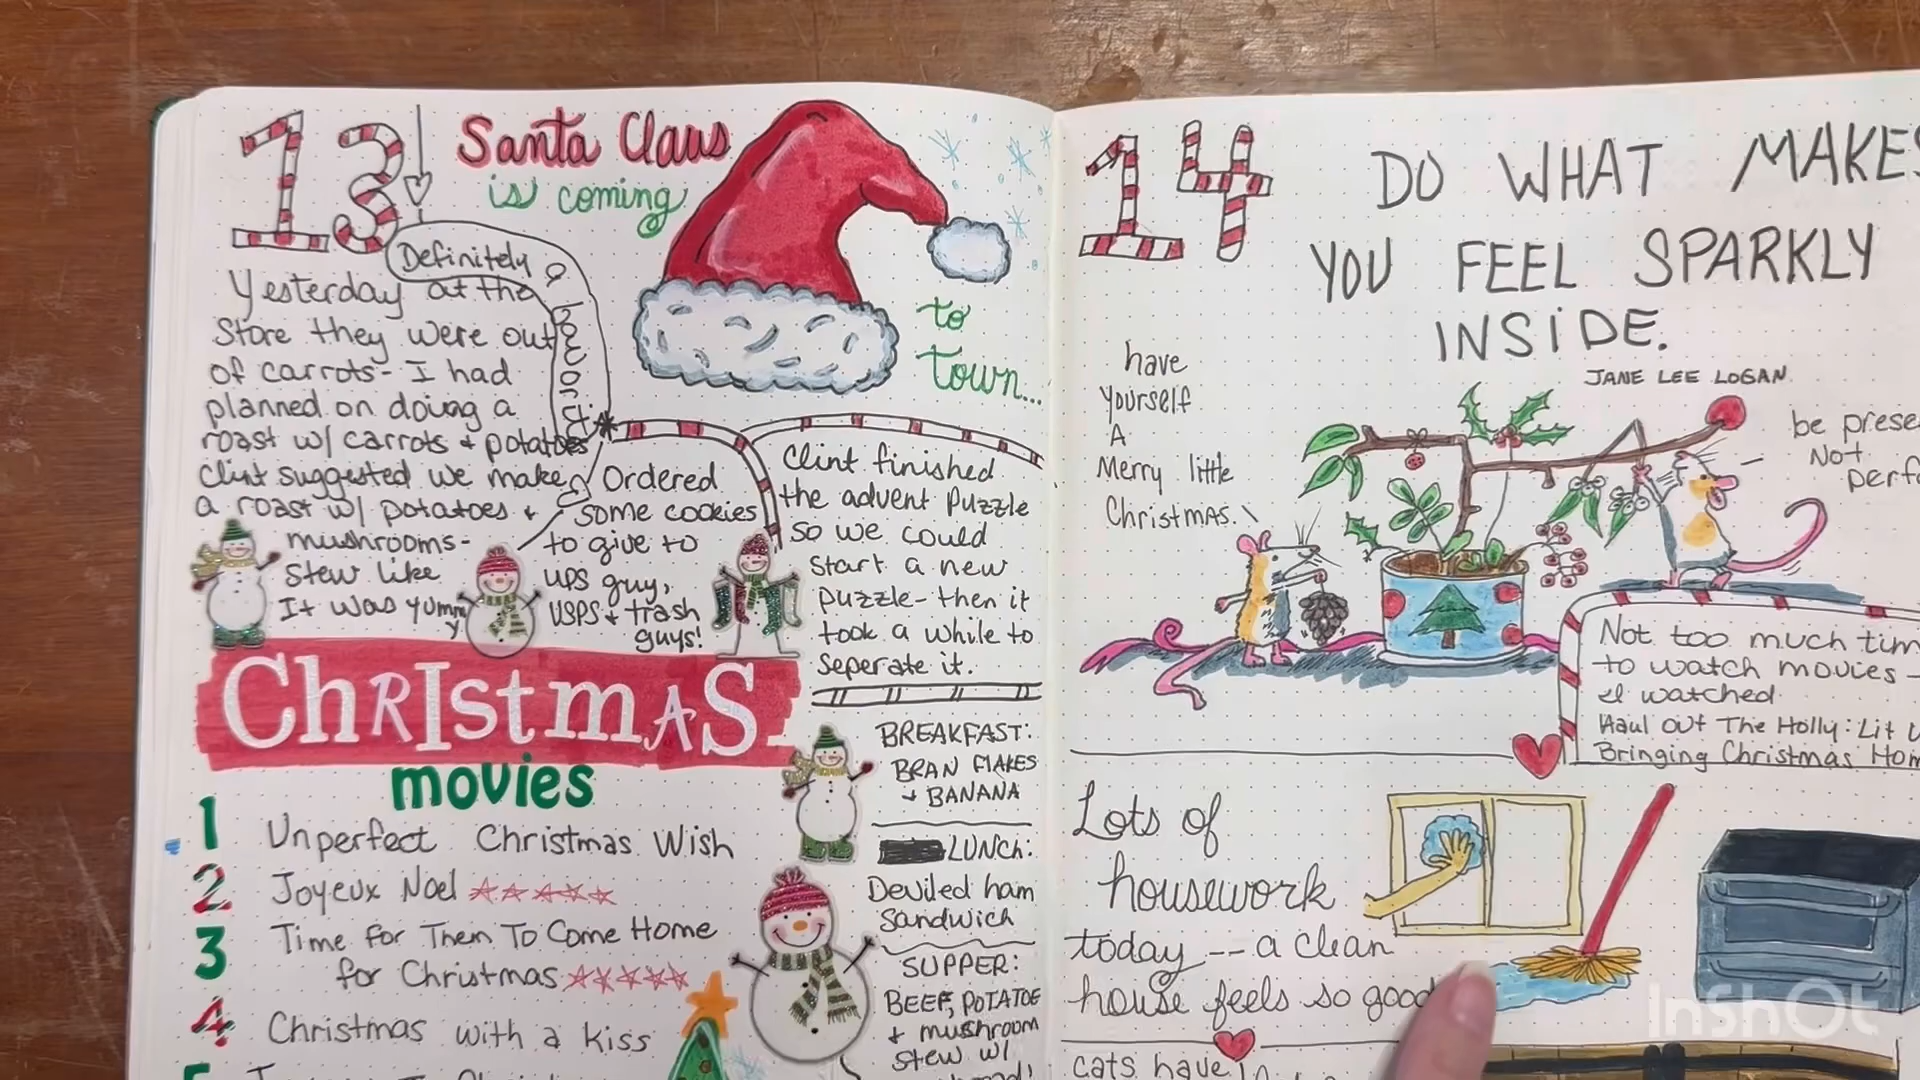 13
Santa Claus
is coming
to
town...
Definitely
a favorite
Yesterday at the
Store they were out
of carrots - I had
planned on doing a
roast w/ carrots + potatoes
Clint suggested we make
a roast w/ potatoes +
mushrooms -
stew like
It was yummy
Ordered
some cookies
to give to
UPS guy,
USPS + trash
guys!
Clint finished
the advent puzzle
so we could
start a new
puzzle - then it
took a while to
seperate it.
Christmas
movies
1 Unperfect Christmas Wish
2 Joyeux Noel
3 Time for Them To Come Home
for Christmas
4 Christmas with a Kiss
5
BREAKFAST:
BRAN FLAKES
+ BANANA
LUNCH:
Deviled ham
Sandwich
SUPPER:
BEEF, POTATOE
+ mushroom
stew w/
14
DO WHAT MAKES
YOU FEEL SPARKLY
INSIDE.
JANE LEE LOGAN
have
yourself
A
Merry little
Christmas.
be prese
Not
perf
Not too much tim
to watch movies -
watched
Haul out The Holly: Lit U
Bringing Christmas Hom
Lots of
housework
today -- a clean
house feels so good
cats have
InShot